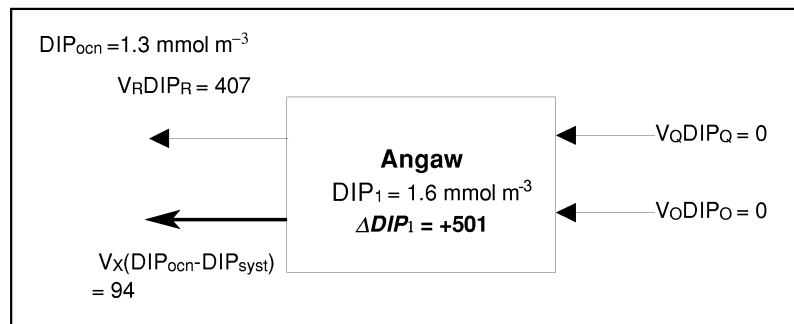 DIPocn =1.3 mmol m⁻³
VRDIPR = 407
Angaw
DIP1 = 1.6 mmol m⁻³
ΔDIP1 = +501
VQDIPQ = 0
VODIPO = 0
VX(DIPocn-DIPsyst)
= 94